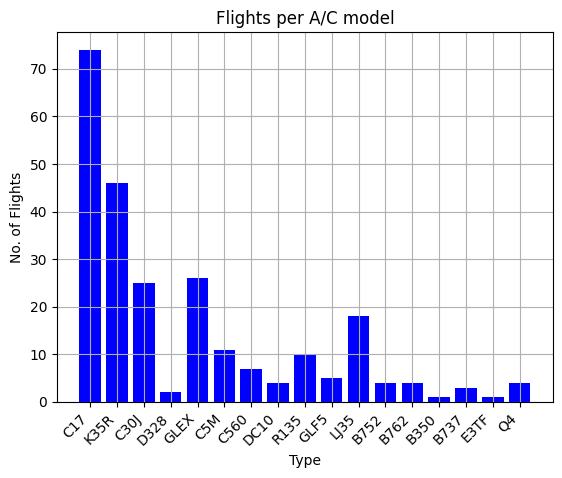 Flights per A/C model
No. of Flights
70
60
50
40
30
20
10
0
C17
K35R
C30J
D328
GLEX
C5M
C560
DC10
R135
GLF5
LJ35
B752
B762
B350
B737
E3TF
Q4
Type